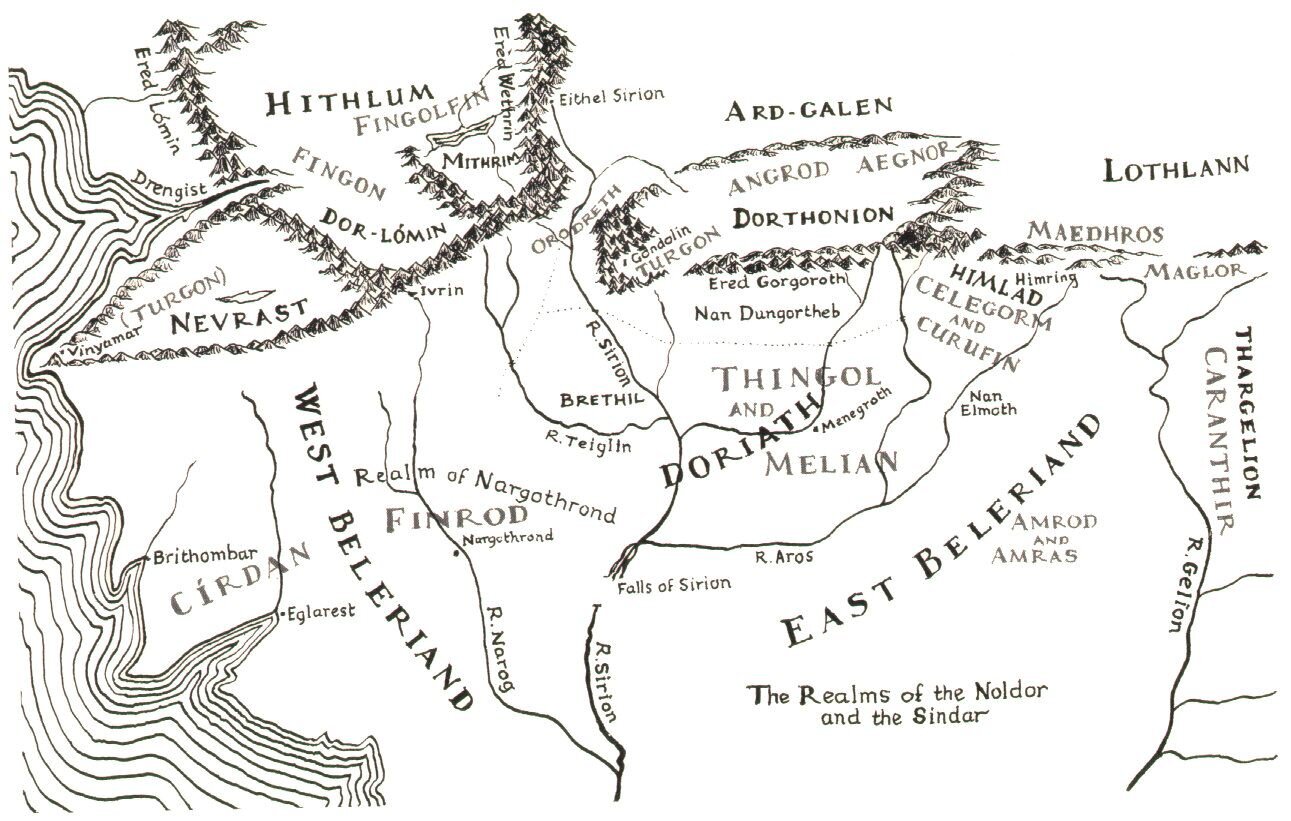 Ered Lómin
HITHLUM
FINGOLFIN
Ered Wethrin
Eithel Sirion
ARD-GALEN
MITHRIM
FINGON
Drengist
DOR-LÓMIN
ANGROD AEGNOR
DORTHONION
LOTHLANN
ORODRETH
Gondolin
TURGON
MAEDHROS
MAGLOR
(TURGON)
NEVRAST
Vinyamar
Ivrin
Ered Gorgoroth
Nan Dungortheb
HIMLAD
Himring
CELEGORM
AND
CURUFIN
R. Sirion
BRETHIL
R. Teiglin
THINGOL
AND
MELIAN
DORIATH
Menegroth
Nan
Elmoth
THARGELION
CARANTHIR
WEST BELERIAND
Realm of Nargothrond
FINROD
Nargothrond
Brithombar
CÍRDAN
Eglarest
R. Narog
Falls of Sirion
R. Sirion
R. Aros
EAST BELERIAND
AMROD
AND
AMRAS
R. Gelion
The Realms of the Noldor
and the Sindar